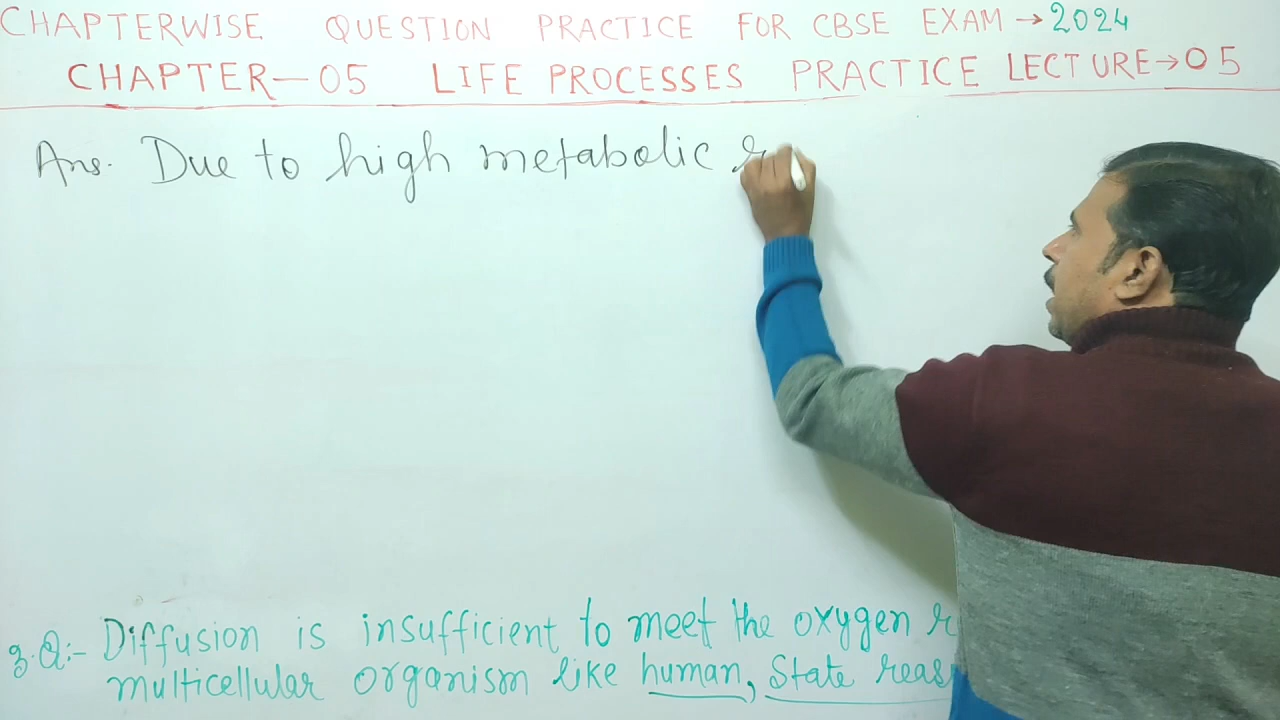 CHAPTERWISE QUESTION PRACTICE FOR CBSE EXAM → 2024
CHAPTER-05 LIFE PROCESSES PRACTICE LECTURE→05
Ans. Due to high metabolic
3.Q:- Diffusion is insufficient to meet the oxygen
multicellular organism like human, State